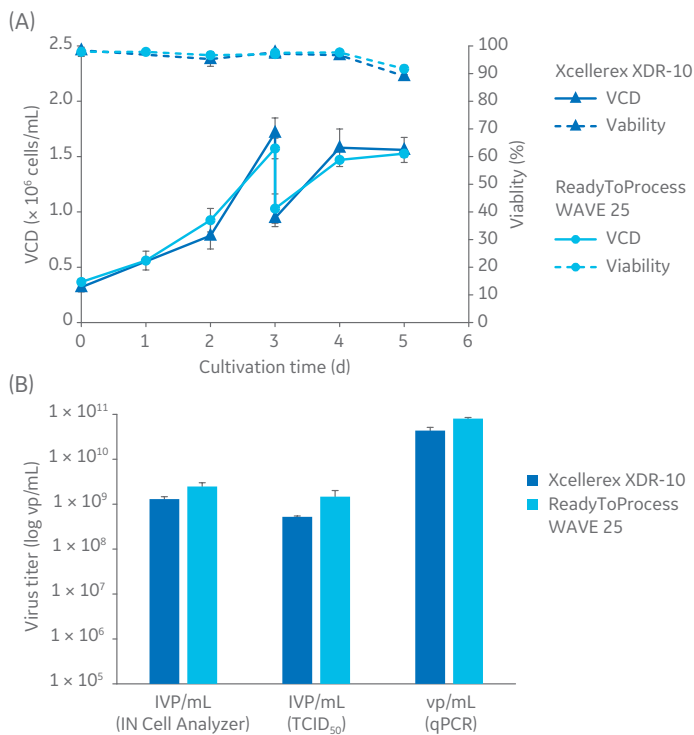 (A)
2.5
2.0
1.5
1.0
0.5
0
VCD (× 10⁶ cells/mL)
100
90
80
70
60
50
40
30
20
10
0
Viablity (%)
0 1 2 3 4 5 6
Cultivation time (d)
Xcellerex XDR-10
VCD
Vability
ReadyToProcess
WAVE 25
VCD
Viability
(B)
1 × 10¹¹
1 × 10¹⁰
1 × 10⁹
1 × 10⁸
1 × 10⁷
1 × 10⁶
1 × 10⁵
Virus titer (log vp/mL)
IVP/mL
(IN Cell Analyzer)
IVP/mL
(TCID₅₀)
vp/mL
(qPCR)
Xcellerex XDR-10
ReadyToProcess
WAVE 25